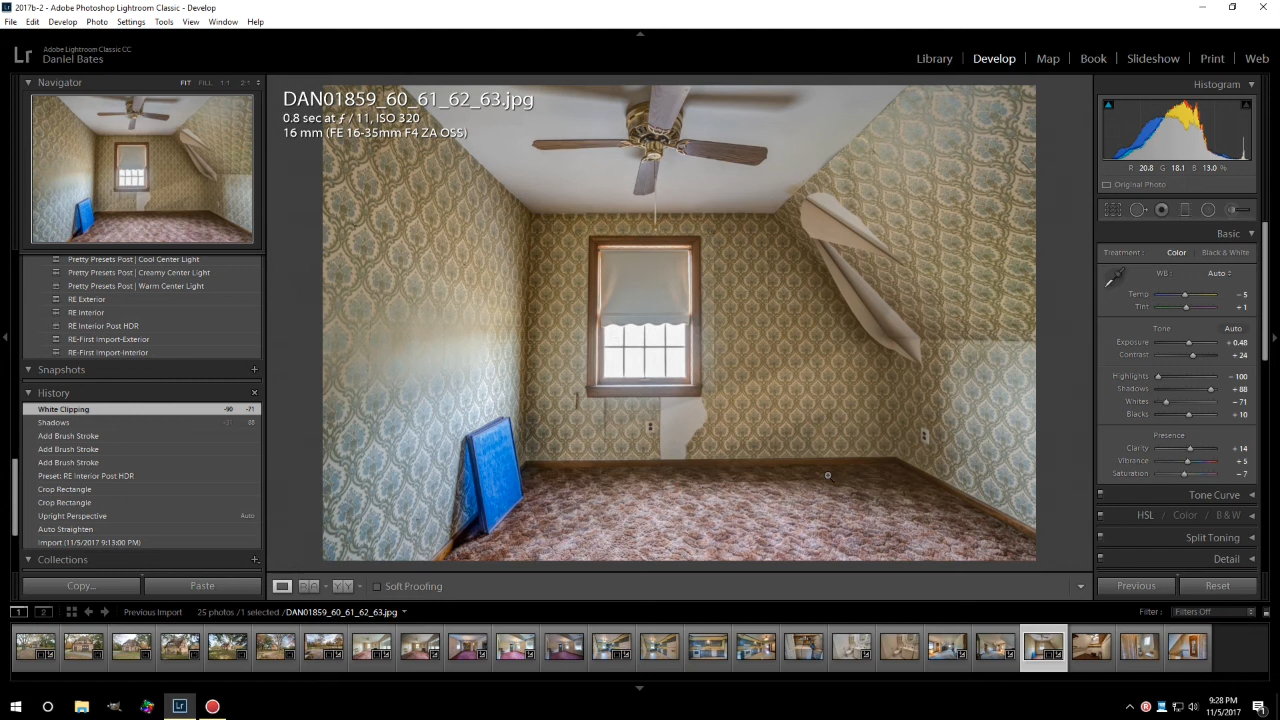 2017b-2 - Adobe Photoshop Lightroom Classic - Develop
File Edit Develop Photo Settings Tools View Window Help
Lr
Adobe Lightroom Classic CC
Daniel Bates
Library | Develop | Map | Book | Slideshow | Print | Web
Navigator FIT FILL 1:1 2:1
Pretty Presets Post | Cool Center Light
Pretty Presets Post | Creamy Center Light
Pretty Presets Post | Warm Center Light
RE Exterior
RE Interior
RE Interior Post HDR
RE-First Import-Exterior
RE-First Import-Interior
Snapshots +
History
White Clipping -90 -71
Shadows 88
Add Brush Stroke
Add Brush Stroke
Add Brush Stroke
Preset: RE Interior Post HDR
Crop Rectangle
Crop Rectangle
Upright Perspective Auto
Auto Straighten
Import (11/5/2017 9:13:00 PM)
Collections +
Copy... Paste
DAN01859_60_61_62_63.jpg
0.8 sec at ƒ / 11, ISO 320
16 mm (FE 16-35mm F4 ZA OSS)
Soft Proofing
Histogram
R 20.8 G 18.1 B 13.0 %
Original Photo
Basic
Treatment : Color Black & White
WB : Auto
Temp - 5
Tint + 1
Tone Auto
Exposure + 0.48
Contrast + 24
Highlights - 100
Shadows + 88
Whites - 71
Blacks + 10
Presence
Clarity + 14
Vibrance + 5
Saturation - 7
Tone Curve
HSL / Color / B & W
Split Toning
Detail
Previous Reset
1 2 Previous Import 25 photos /1 selected /DAN01859_60_61_62_63.jpg Filter : Filters Off
Lr
9:28 PM
11/5/2017